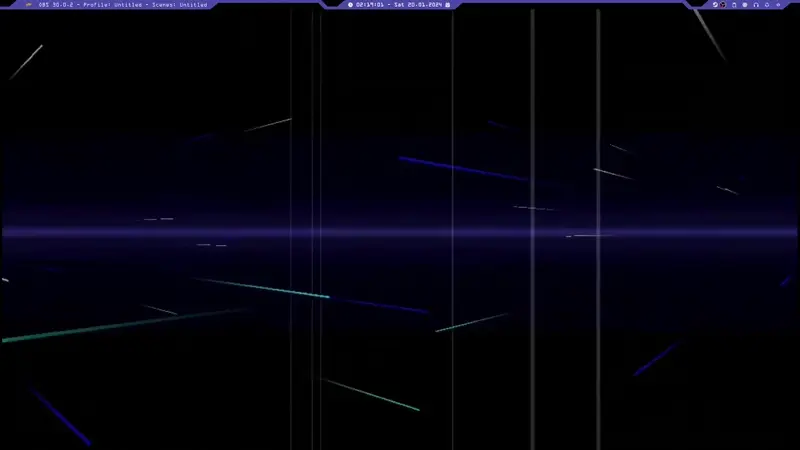 OBS 30.0.2 - Profile: Untitled - Scenes: Untitled
02:19:01 - Sat 20.01.2024